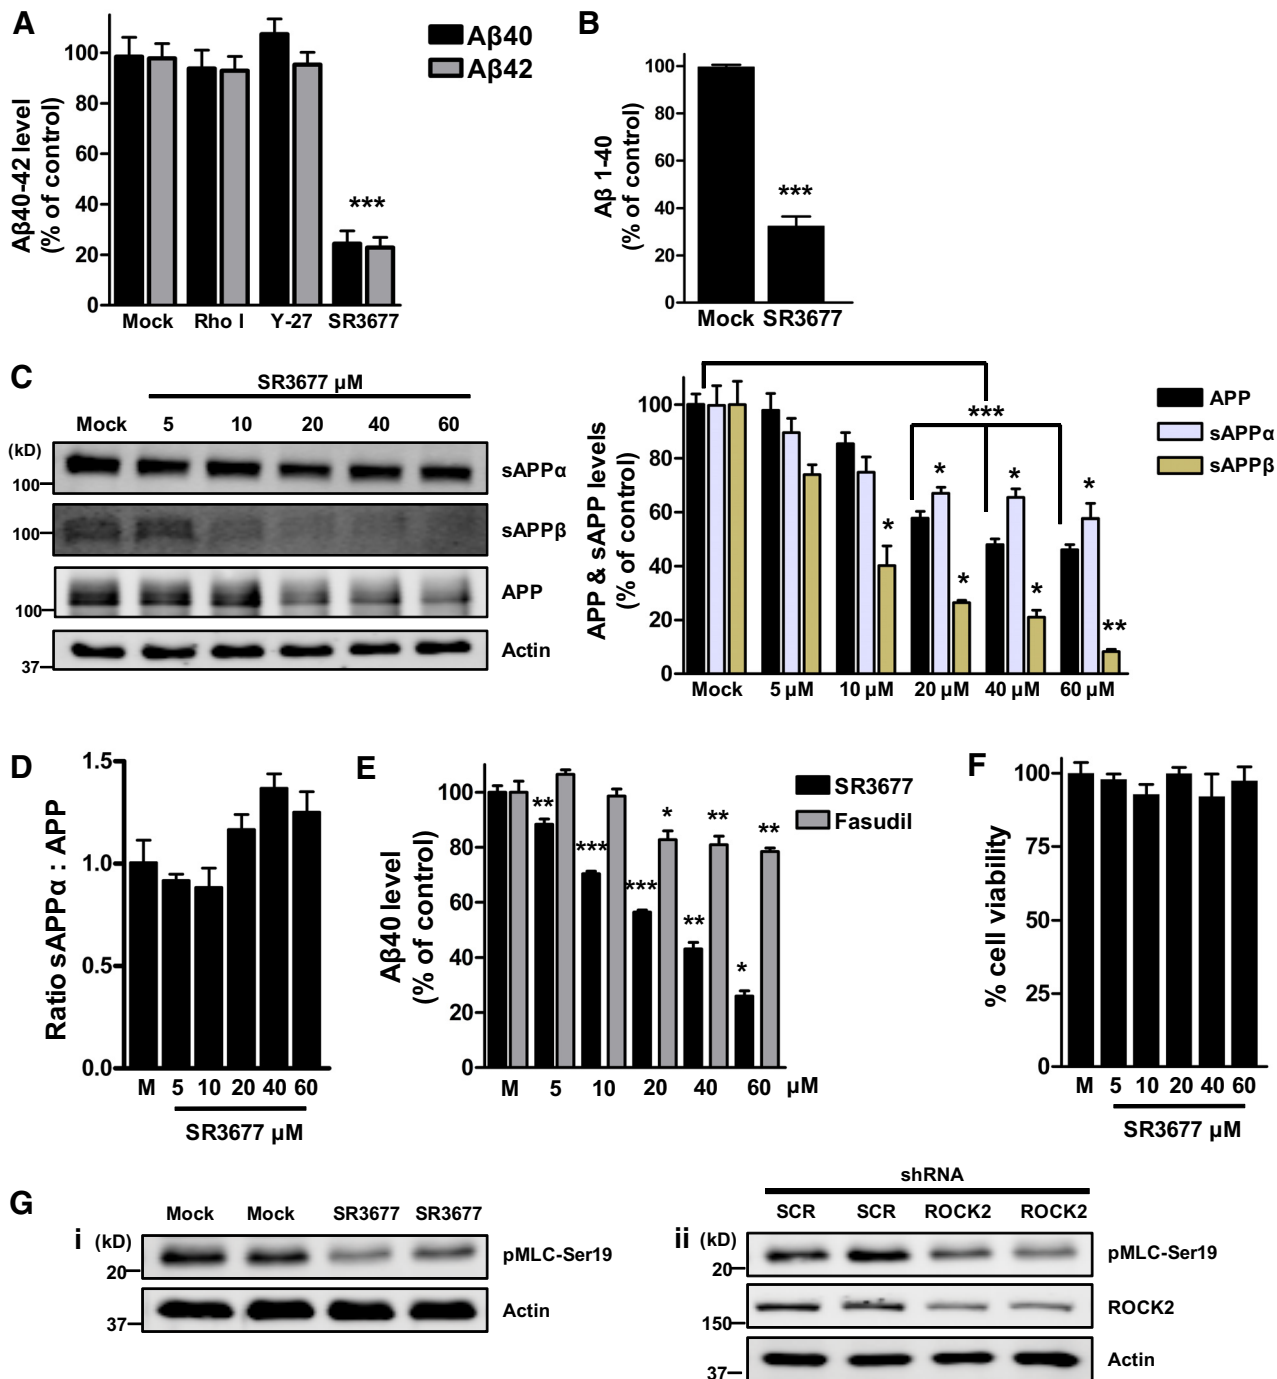 A
Aβ40-42 level
(% of control)
100
80
60
40
20
0
***
Mock Rho I Y-27 SR3677
Aβ40
Aβ42
B
Aβ 1-40
(% of control)
100
80
60
40
20
0
***
Mock SR3677
C
SR3677 µM
Mock 5 10 20 40 60
(kD)
100
sAPPα
100
sAPPβ
100
APP
37
Actin
APP & sAPP levels
(% of control)
100
80
60
40
20
0
***
* * * * * * **
Mock 5 µM 10 µM 20 µM 40 µM 60 µM
APP
sAPPα
sAPPβ
D
Ratio sAPPα : APP
1.5
1.0
0.5
0.0
M 5 10 20 40 60
SR3677 µM
E
Aβ40 level
(% of control)
100
80
60
40
20
0
** *** *** * ** ** * **
M 5 10 20 40 60 µM
SR3677
Fasudil
F
% cell viability
100
75
50
25
0
M 5 10 20 40 60
SR3677 µM
G
i
(kD)
Mock Mock SR3677 SR3677
20
pMLC-Ser19
37
Actin
ii
(kD)
shRNA
SCR SCR ROCK2 ROCK2
20
pMLC-Ser19
150
ROCK2
37
Actin